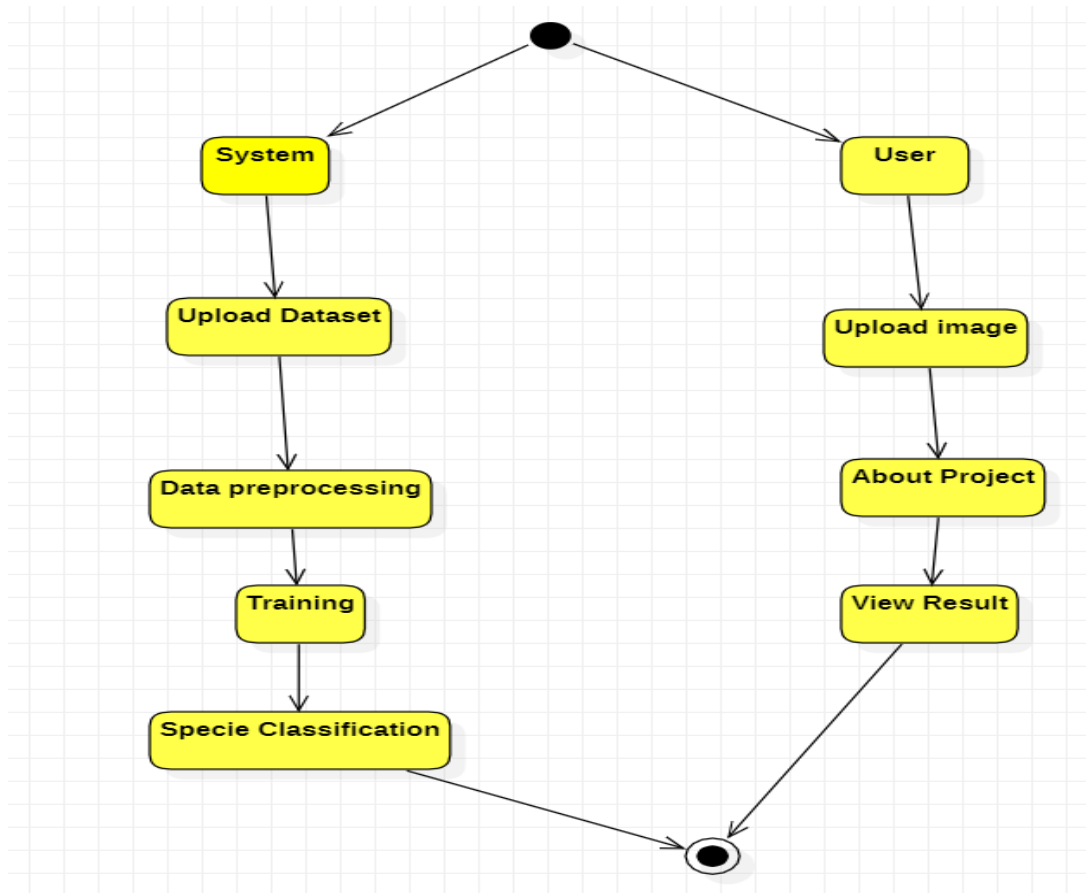 System
User
Upload Dataset
Upload image
Data preprocessing
About Project
Training
View Result
Specie Classification